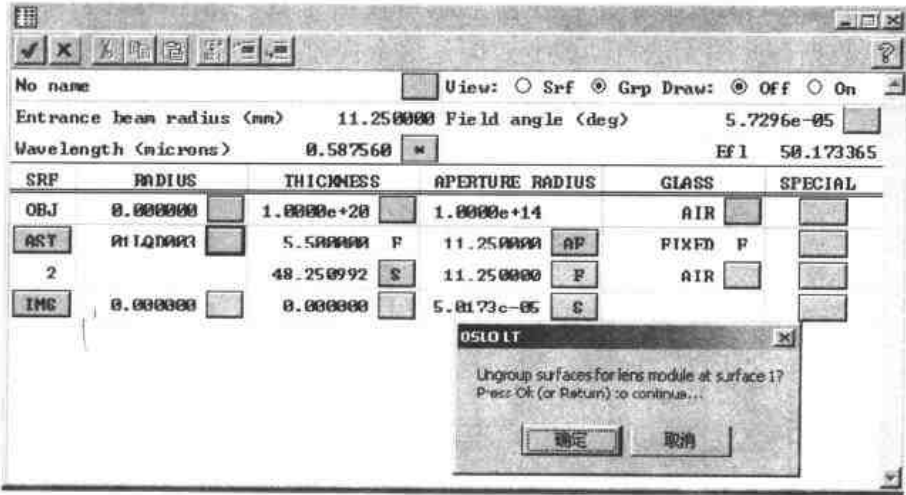 No name View: Srf Grp Draw: Off On
Entrance beam radius (mm) 11.250000 Field angle (deg) 5.7296e-05
Wavelength (microns) 0.587560 Efl 50.173365
SRF RADIUS THICKNESS APERTURE RADIUS GLASS SPECIAL
OBJ 0.000000 1.0000e+20 1.0000e+14 AIR
AST 01LQD003 5.500000 F 11.250000 AP FIXED F
2 48.250992 S 11.250000 F AIR
IMG 0.000000 0.000000 5.0173e-05 S
OSLO LT
Ungroup surfaces for lens module at surface 1?
Press Ok (or Return) to continue...
确定 取消